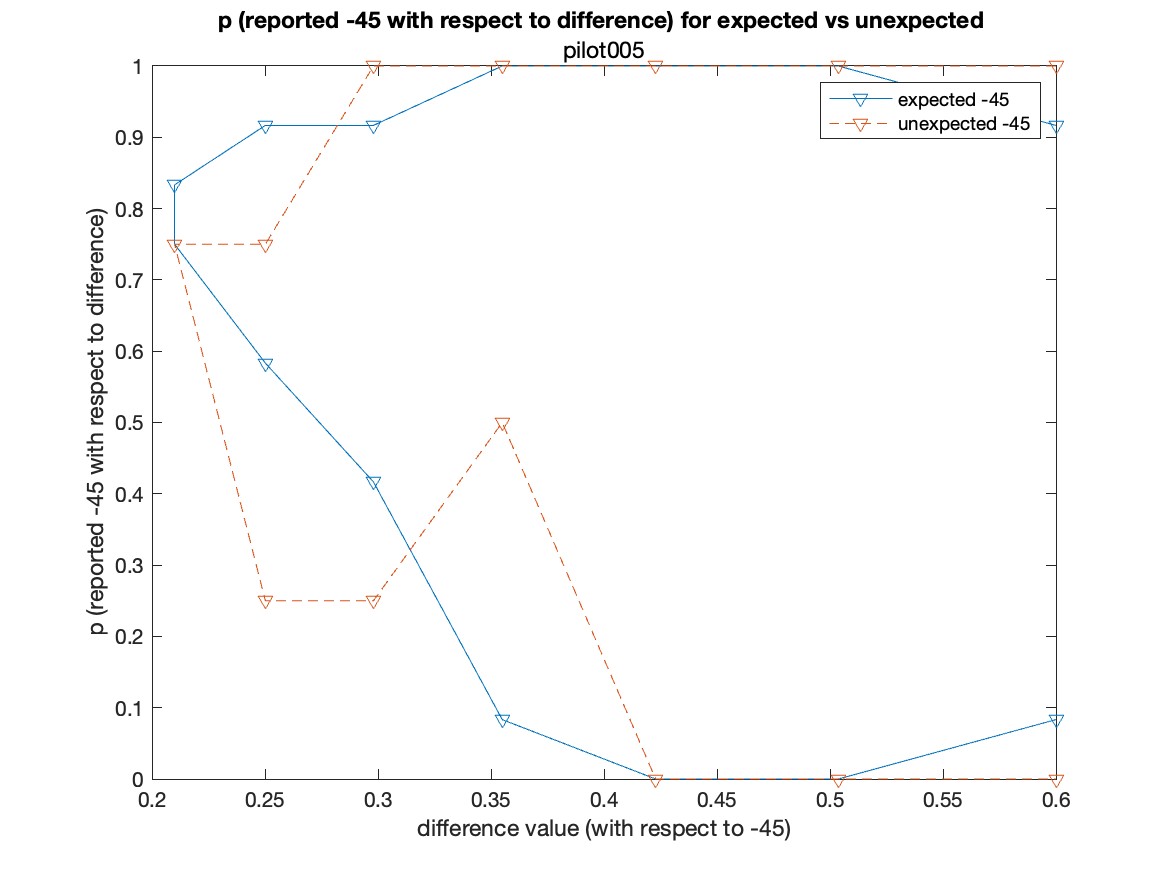 p (reported -45 with respect to difference) for expected vs unexpected
pilot005
expected -45
unexpected -45
p (reported -45 with respect to difference)
1
0.9
0.8
0.7
0.6
0.5
0.4
0.3
0.2
0.1
0
0.2 0.25 0.3 0.35 0.4 0.45 0.5 0.55 0.6
difference value (with respect to -45)